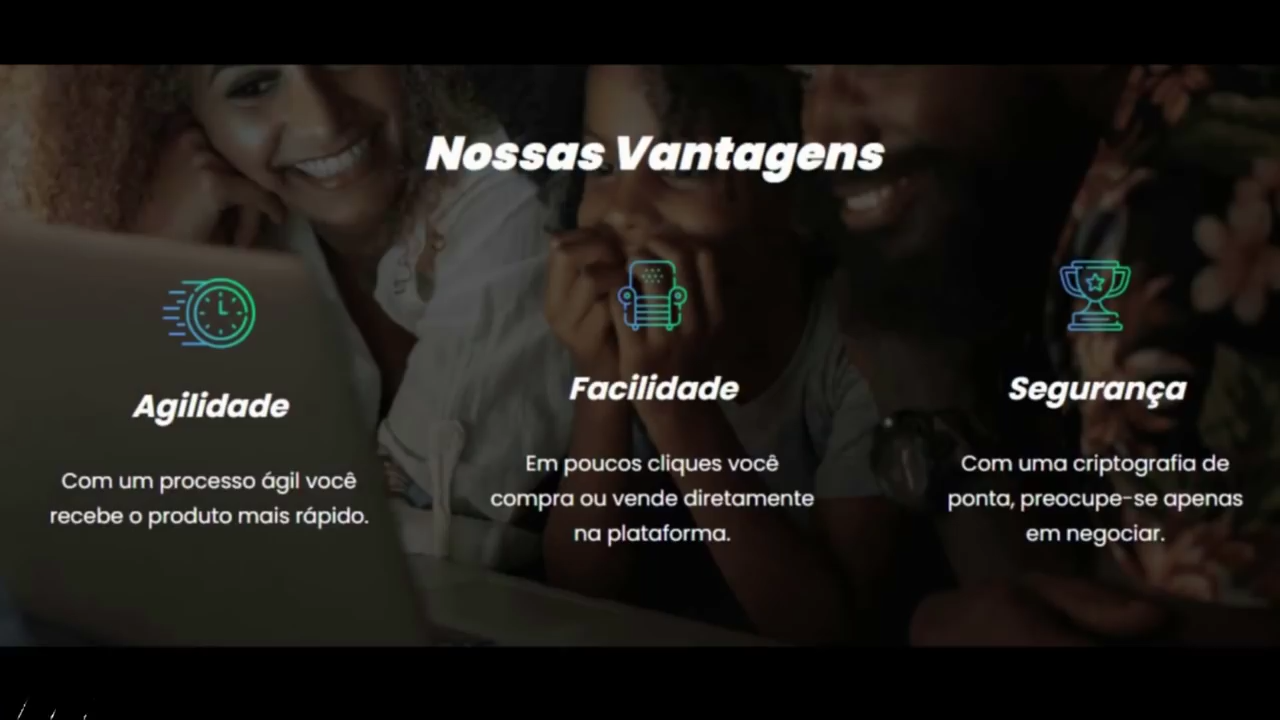 Nossas Vantagens
Agilidade
Com um processo ágil você
recebe o produto mais rápido.
Facilidade
Em poucos cliques você
compra ou vende diretamente
na plataforma.
Segurança
Com uma criptografia de
ponta, preocupe-se apenas
em negociar.